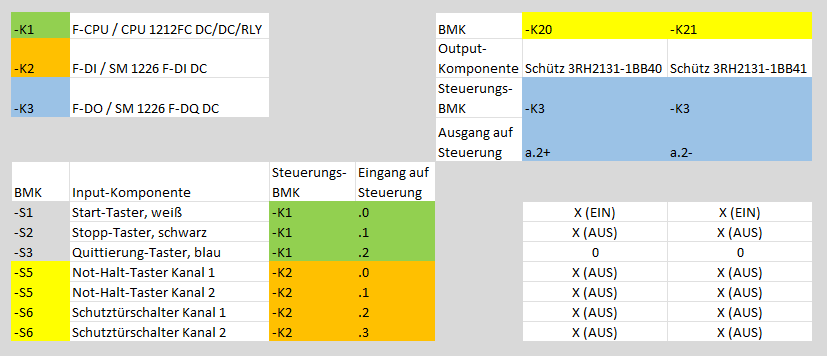 -K1 F-CPU / CPU 1212FC DC/DC/RLY
-K2 F-DI / SM 1226 F-DI DC
-K3 F-DO / SM 1226 F-DQ DC
BMK -K20 -K21
Output-
Komponente Schütz 3RH2131-1BB40 Schütz 3RH2131-1BB41
Steuerungs-
BMK -K3 -K3
Ausgang auf
Steuerung a.2+ a.2-
Steuerungs- Eingang auf
BMK Input-Komponente BMK Steuerung
-S1 Start-Taster, weiß -K1 .0 X (EIN) X (EIN)
-S2 Stopp-Taster, schwarz -K1 .1 X (AUS) X (AUS)
-S3 Quittierung-Taster, blau -K1 .2 0 0
-S5 Not-Halt-Taster Kanal 1 -K2 .0 X (AUS) X (AUS)
-S5 Not-Halt-Taster Kanal 2 -K2 .1 X (AUS) X (AUS)
-S6 Schutztürschalter Kanal 1 -K2 .2 X (AUS) X (AUS)
-S6 Schutztürschalter Kanal 2 -K2 .3 X (AUS) X (AUS)